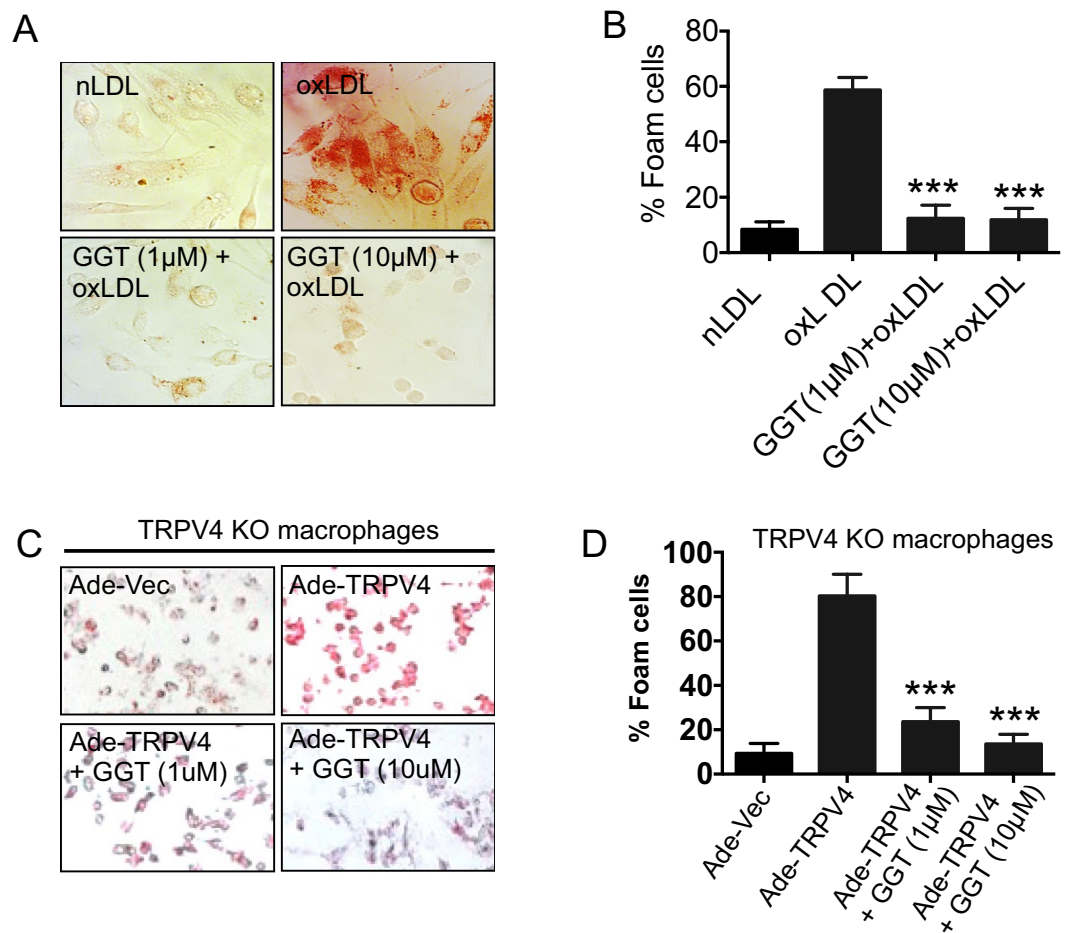 A
nLDL
oxLDL
GGT (1µM) +
oxLDL
GGT (10µM) +
oxLDL
B
% Foam cells
80
60
40
20
0
***
***
nLDL
oxL DL
GGT(1µM)+oxLDL
GGT(10µM)+oxLDL
C
TRPV4 KO macrophages
Ade-Vec
Ade-TRPV4
Ade-TRPV4
+ GGT (1uM)
Ade-TRPV4
+ GGT (10uM)
D
TRPV4 KO macrophages
% Foam cells
100
80
60
40
20
0
***
***
Ade-Vec
Ade-TRPV4
Ade-TRPV4
+ GGT (1µM)
Ade-TRPV4
+ GGT (10µM)